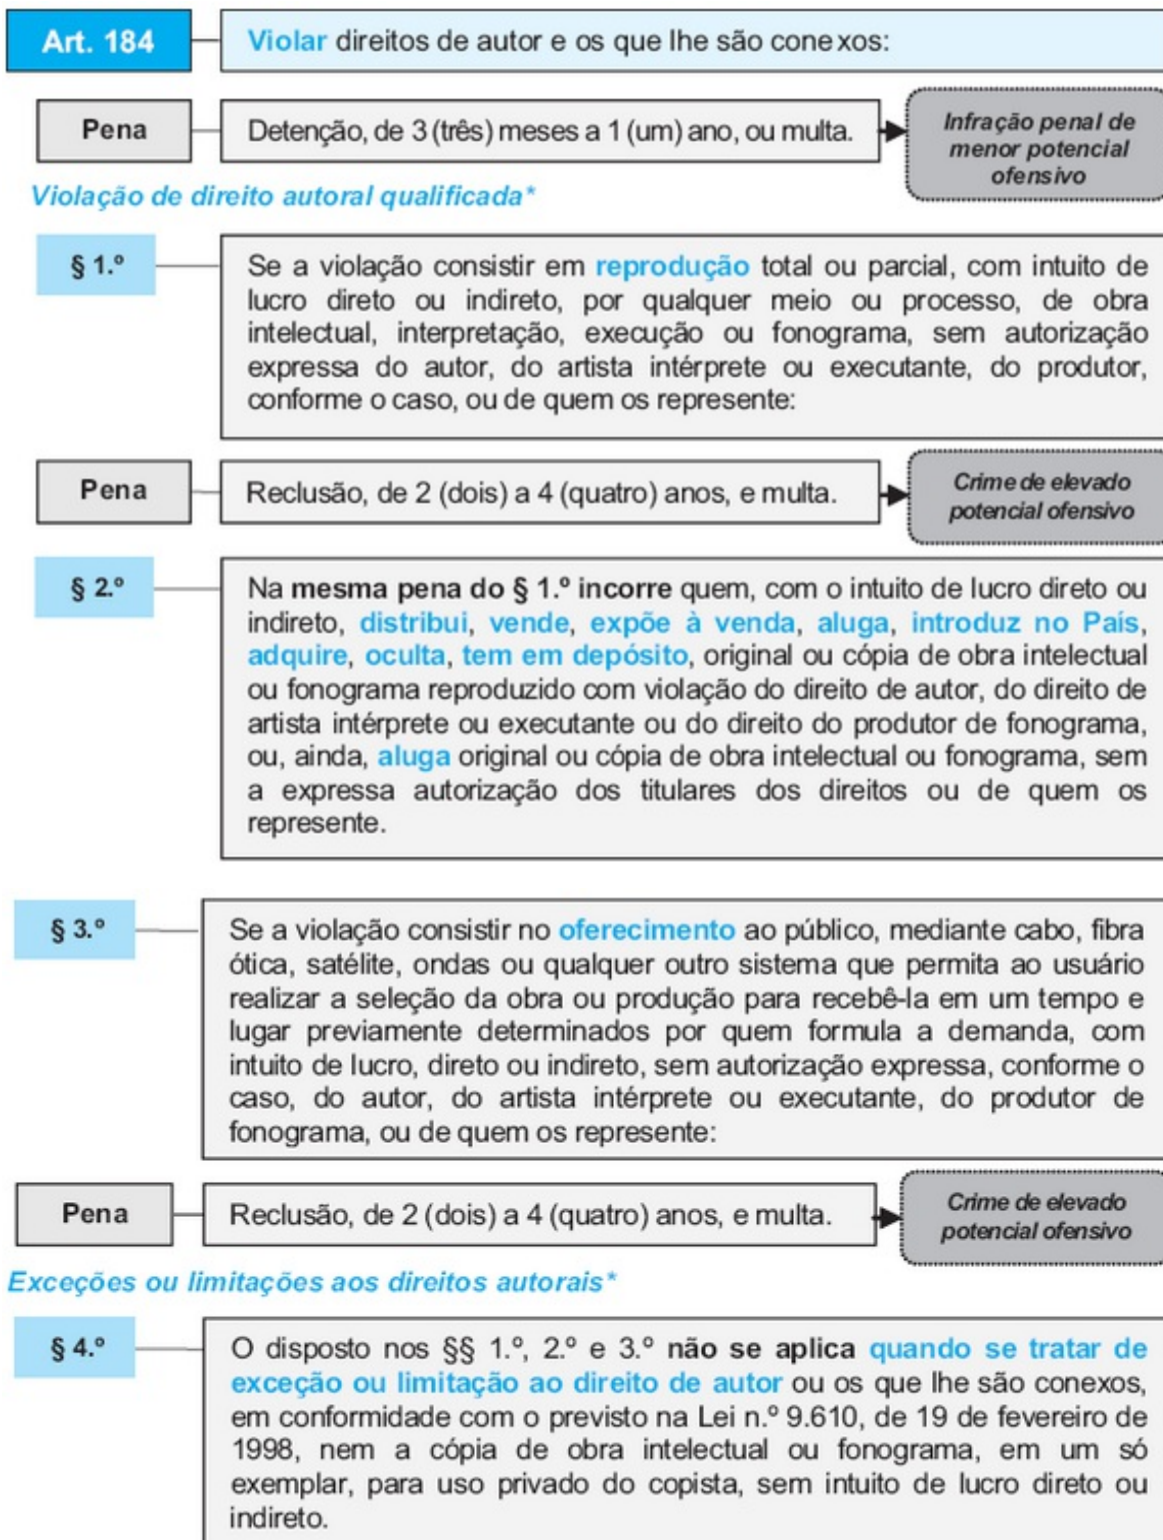 Art. 184
Violar direitos de autor e os que lhe são conexos:
Pena
Detenção, de 3 (três) meses a 1 (um) ano, ou multa.
Infração penal de
menor potencial
ofensivo
Violação de direito autoral qualificada*
§ 1.º
Se a violação consistir em reprodução total ou parcial, com intuito de
lucro direto ou indireto, por qualquer meio ou processo, de obra
intelectual, interpretação, execução ou fonograma, sem autorização
expressa do autor, do artista intérprete ou executante, do produtor,
conforme o caso, ou de quem os represente:
Pena
Reclusão, de 2 (dois) a 4 (quatro) anos, e multa.
Crime de elevado
potencial ofensivo
§ 2.º
Na mesma pena do § 1.º incorre quem, com o intuito de lucro direto ou
indireto, distribui, vende, expõe à venda, aluga, introduz no País,
adquire, oculta, tem em depósito, original ou cópia de obra intelectual
ou fonograma reproduzido com violação do direito de autor, do direito de
artista intérprete ou executante ou do direito do produtor de fonograma,
ou, ainda, aluga original ou cópia de obra intelectual ou fonograma, sem
a expressa autorização dos titulares dos direitos ou de quem os
represente.
§ 3.º
Se a violação consistir no oferecimento ao público, mediante cabo, fibra
ótica, satélite, ondas ou qualquer outro sistema que permita ao usuário
realizar a seleção da obra ou produção para recebê-la em um tempo e
lugar previamente determinados por quem formula a demanda, com
intuito de lucro, direto ou indireto, sem autorização expressa, conforme o
caso, do autor, do artista intérprete ou executante, do produtor de
fonograma, ou de quem os represente:
Pena
Reclusão, de 2 (dois) a 4 (quatro) anos, e multa.
Crime de elevado
potencial ofensivo
Exceções ou limitações aos direitos autorais*
§ 4.º
O disposto nos §§ 1.º, 2.º e 3.º não se aplica quando se tratar de
exceção ou limitação ao direito de autor ou os que lhe são conexos,
em conformidade com o previsto na Lei n.º 9.610, de 19 de fevereiro de
1998, nem a cópia de obra intelectual ou fonograma, em um só
exemplar, para uso privado do copista, sem intuito de lucro direto ou
indireto.